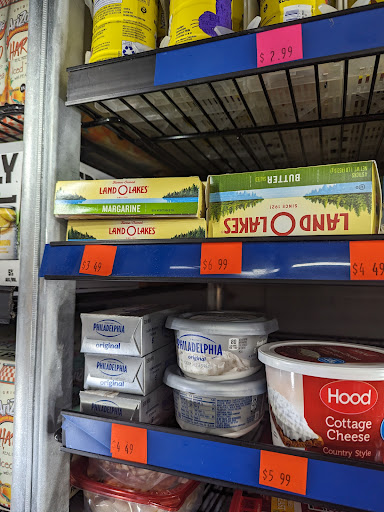 $2.99
LAND O LAKES
MARGARINE
LAND O LAKES
BUTTER
LAND O LAKES
SINCE 1921
$3.49
$6.99
$4.49
PHILADELPHIA
original
PHILADELPHIA
original
PHILADELPHIA
PHILADELPHIA
original
Hood
Cottage
Cheese
Country Style
$4.49
$5.99